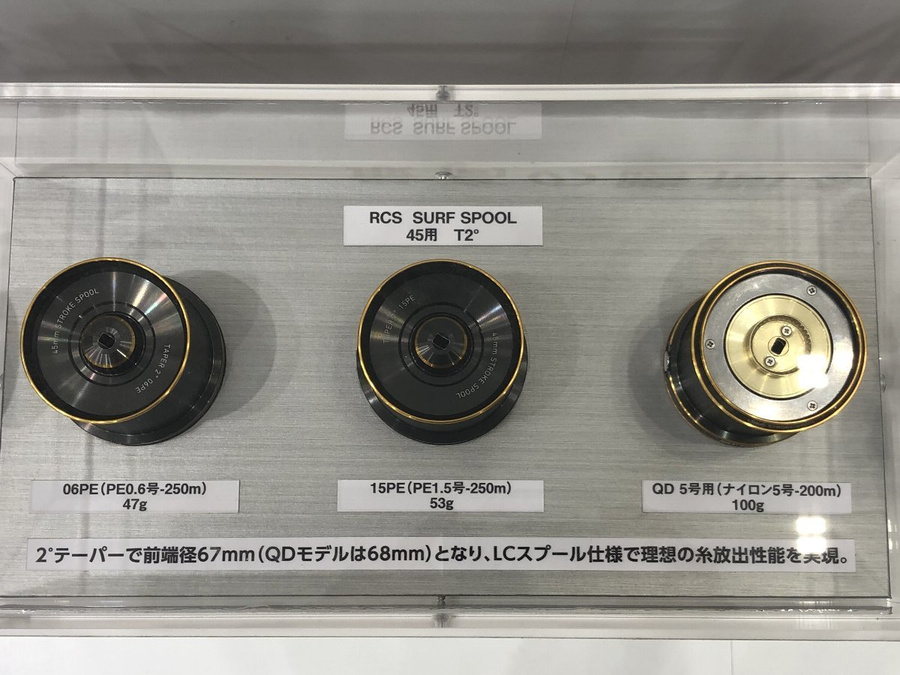 RCS SURF SPOOL
45用 T2°
45mm STROKE SPOOL
TAPER 2° 06PE
15PE
45mm STROKE SPOOL
06PE(PE0.6号-250m)
47g
15PE(PE1.5号-250m)
53g
QD 5号用(ナイロン5号-200m)
100g
2°テーパーで前端径67mm(QDモデルは68mm)となり、LCスプール仕様で理想の糸放出性能を実現。